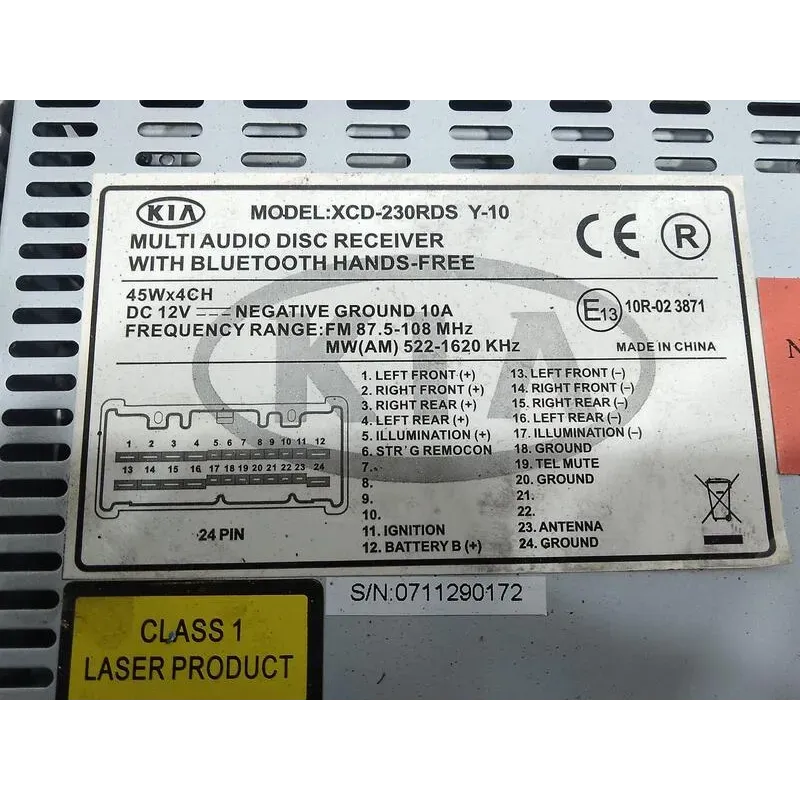 KIA
MODEL:XCD-230RDS Y-10
MULTI AUDIO DISC RECEIVER
WITH BLUETOOTH HANDS-FREE
CE R
45Wx4CH
DC 12V ⎓ NEGATIVE GROUND 10A
FREQUENCY RANGE:FM 87.5-108 MHz
MW(AM) 522-1620 KHz
E13 10R-02 3871
MADE IN CHINA
KIA
1 2 3 4 5 6 7 8 9 10 11 12
13 14 15 16 17 18 19 20 21 22 23 24
24 PIN
1. LEFT FRONT (+)
2. RIGHT FRONT (+)
3. RIGHT REAR (+)
4. LEFT REAR (+)
5. ILLUMINATION (+)
6. STR'G REMOCON
7.
8.
9.
10.
11. IGNITION
12. BATTERY B (+)
13. LEFT FRONT (–)
14. RIGHT FRONT (–)
15. RIGHT REAR (–)
16. LEFT REAR (–)
17. ILLUMINATION (–)
18. GROUND
19. TEL MUTE
20. GROUND
21.
22.
23. ANTENNA
24. GROUND
S/N:0711290172
CLASS 1
LASER PRODUCT
N